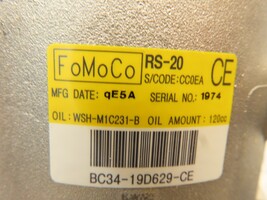 FoMoCo RS-20
S/CODE:CC0EA CE
MFG DATE: qE5A SERIAL NO.: 1974
OIL: WSH-M1C231-B OIL AMOUNT: 120cc
BC34-19D629-CE